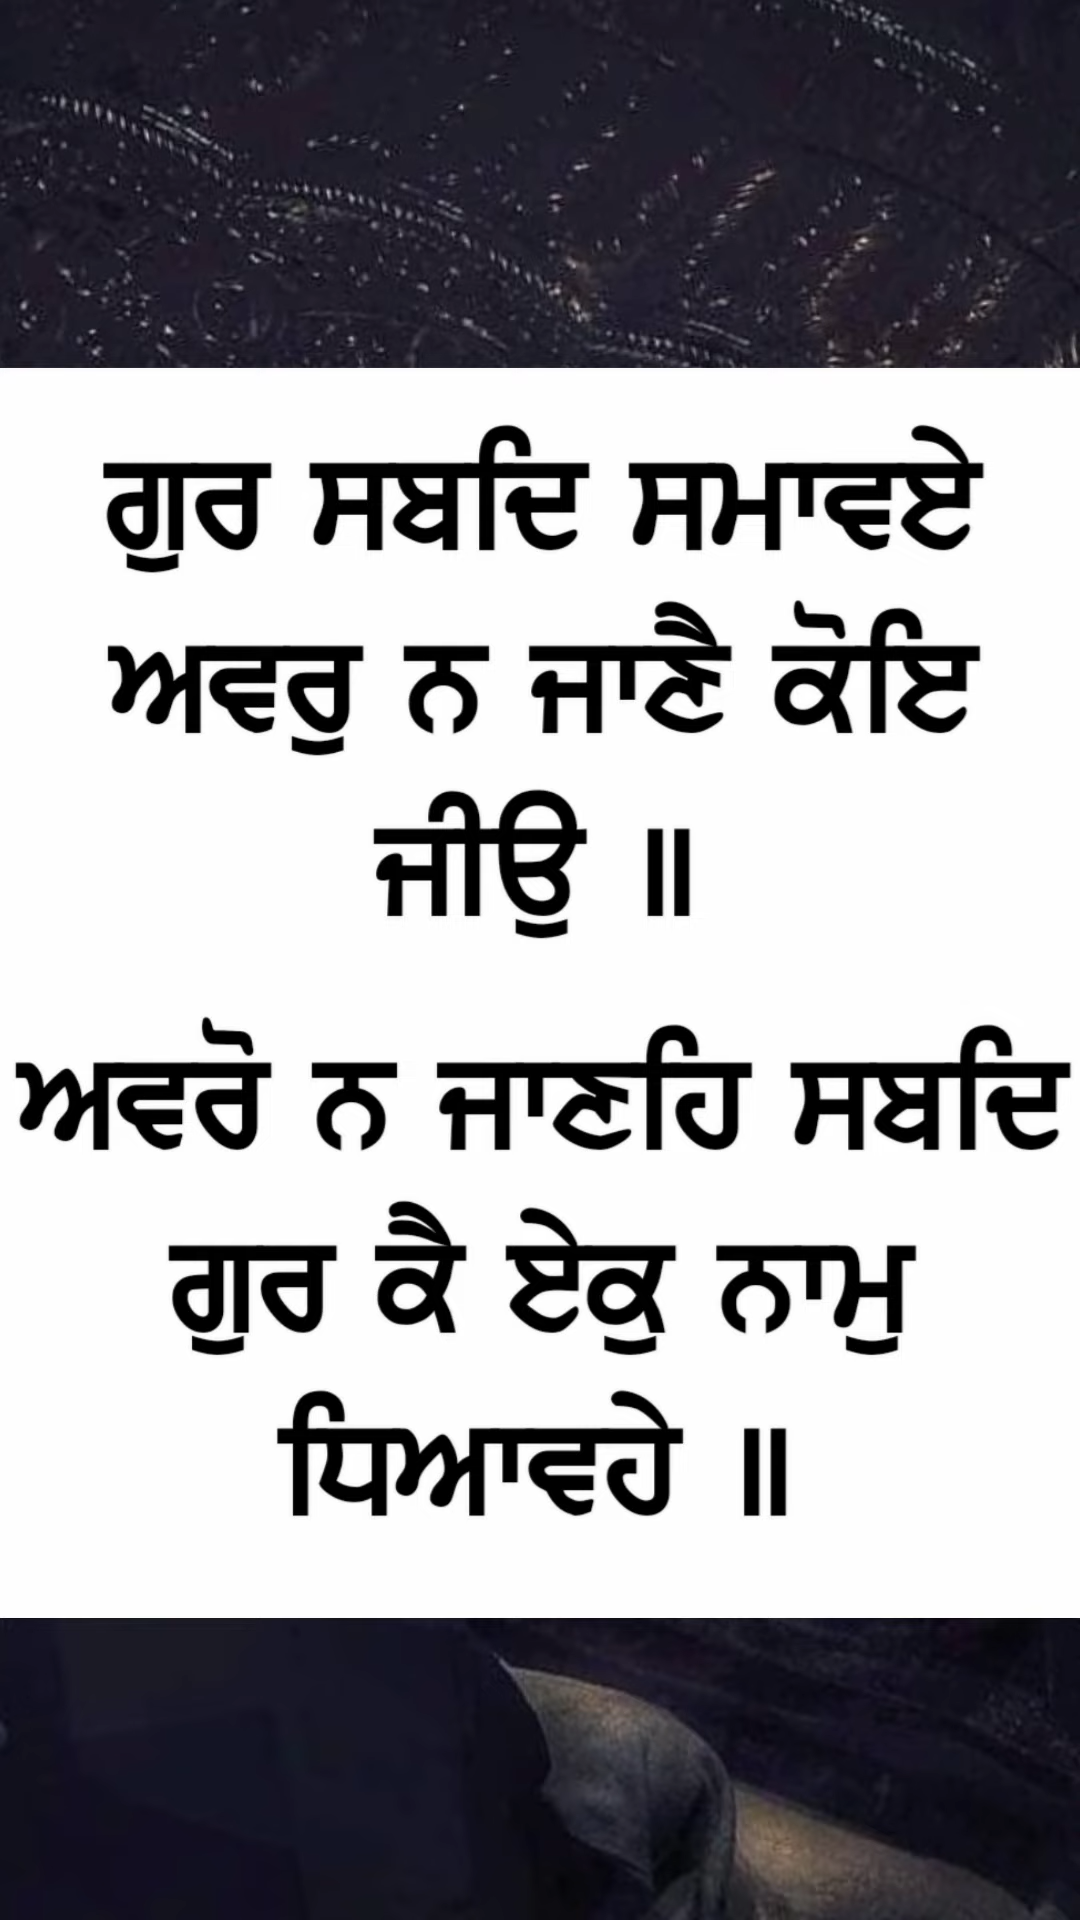 ਗੁਰ ਸਬਦਿ ਸਮਾਵਏ
ਅਵਰੁ ਨ ਜਾਣੈ ਕੋਇ
ਜੀਉ ॥
ਅਵਰੋ ਨ ਜਾਣਹਿ ਸਬਦਿ
ਗੁਰ ਕੈ ਏਕੁ ਨਾਮੁ
ਧਿਆਵਹੇ ॥